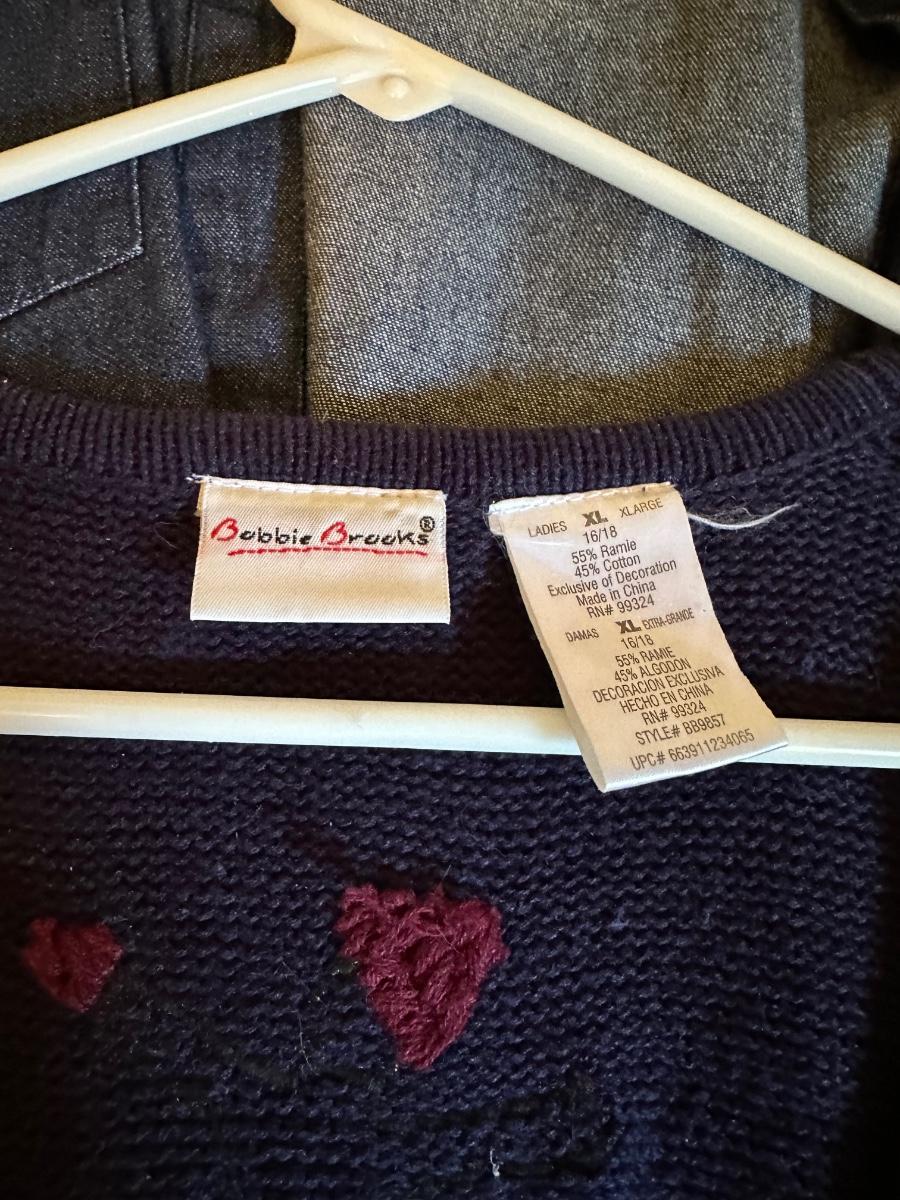 Bobbie Brooks®
LADIES XL XLARGE
16/18
55% Ramie
45% Cotton
Exclusive of Decoration
Made in China
RN# 99324
DAMAS XL EXTRA-GRANDE
16/18
55% RAMIE
45% ALGODON
DECORACION EXCLUSIVA
HECHO EN CHINA
RN# 99324
STYLE# BB9857
UPC# 663911234065